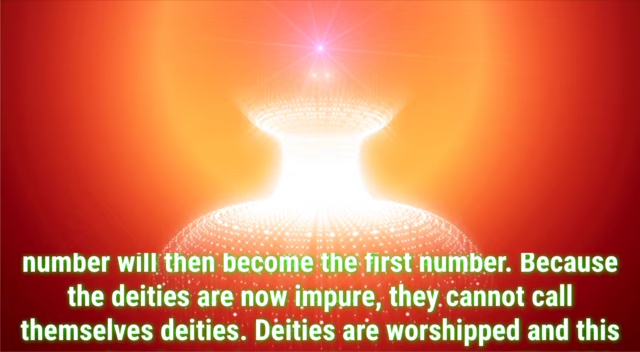 number will then become the first number. Because
the deities are now impure, they cannot call
themselves deities. Deities are worshipped and this